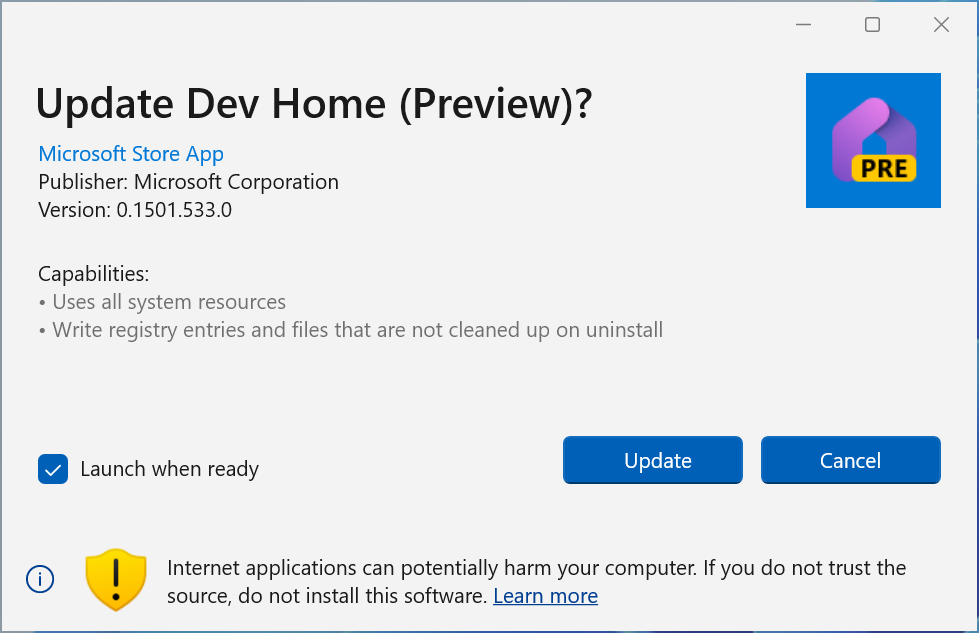 Update Dev Home (Preview)?
Microsoft Store App
Publisher: Microsoft Corporation
Version: 0.1501.533.0
PRE
Capabilities:
• Uses all system resources
• Write registry entries and files that are not cleaned up on uninstall
Launch when ready
Update
Cancel
Internet applications can potentially harm your computer. If you do not trust the
source, do not install this software. Learn more